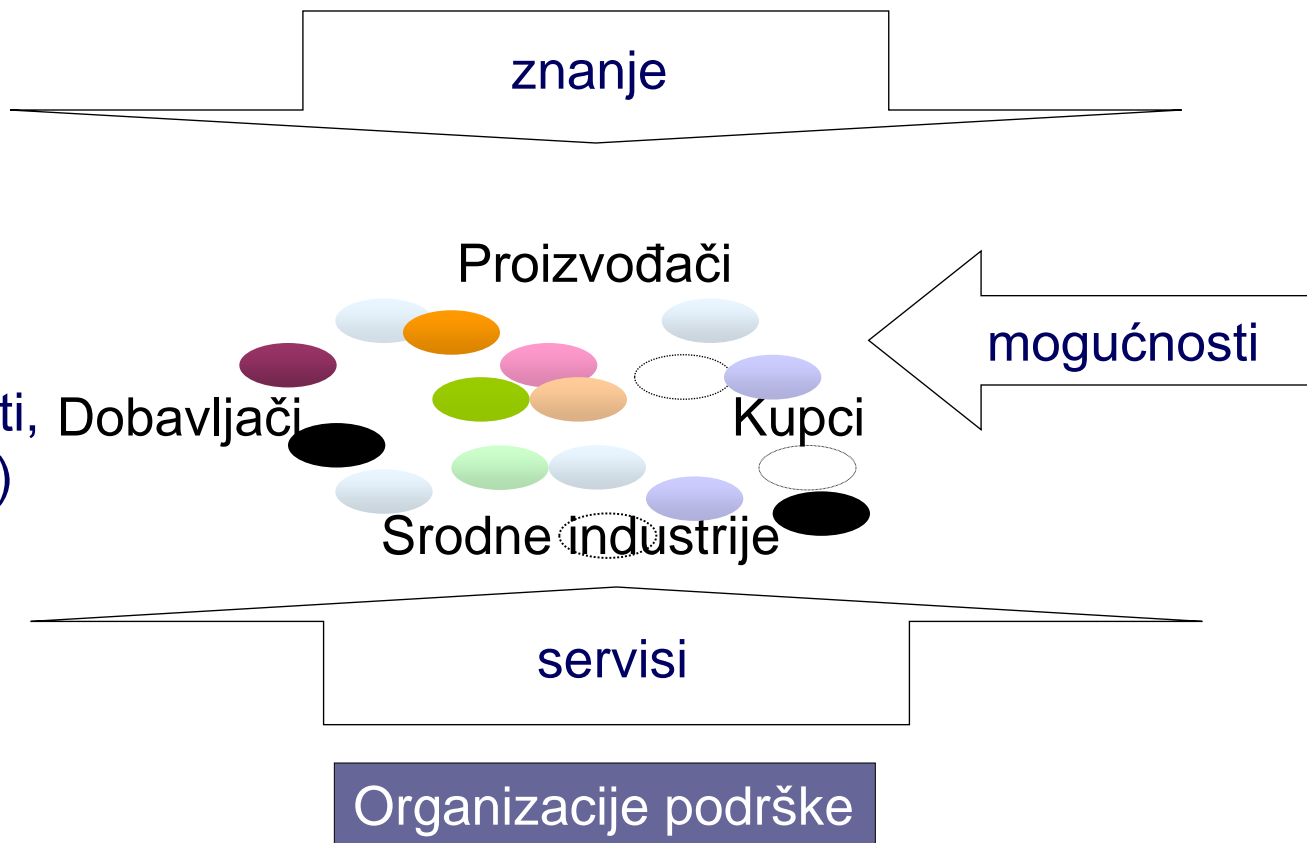 znanje
Proizvođači
mogućnosti
ti,
Dobavljači
Kupci
)
Srodne industrije
servisi
Organizacije podrške